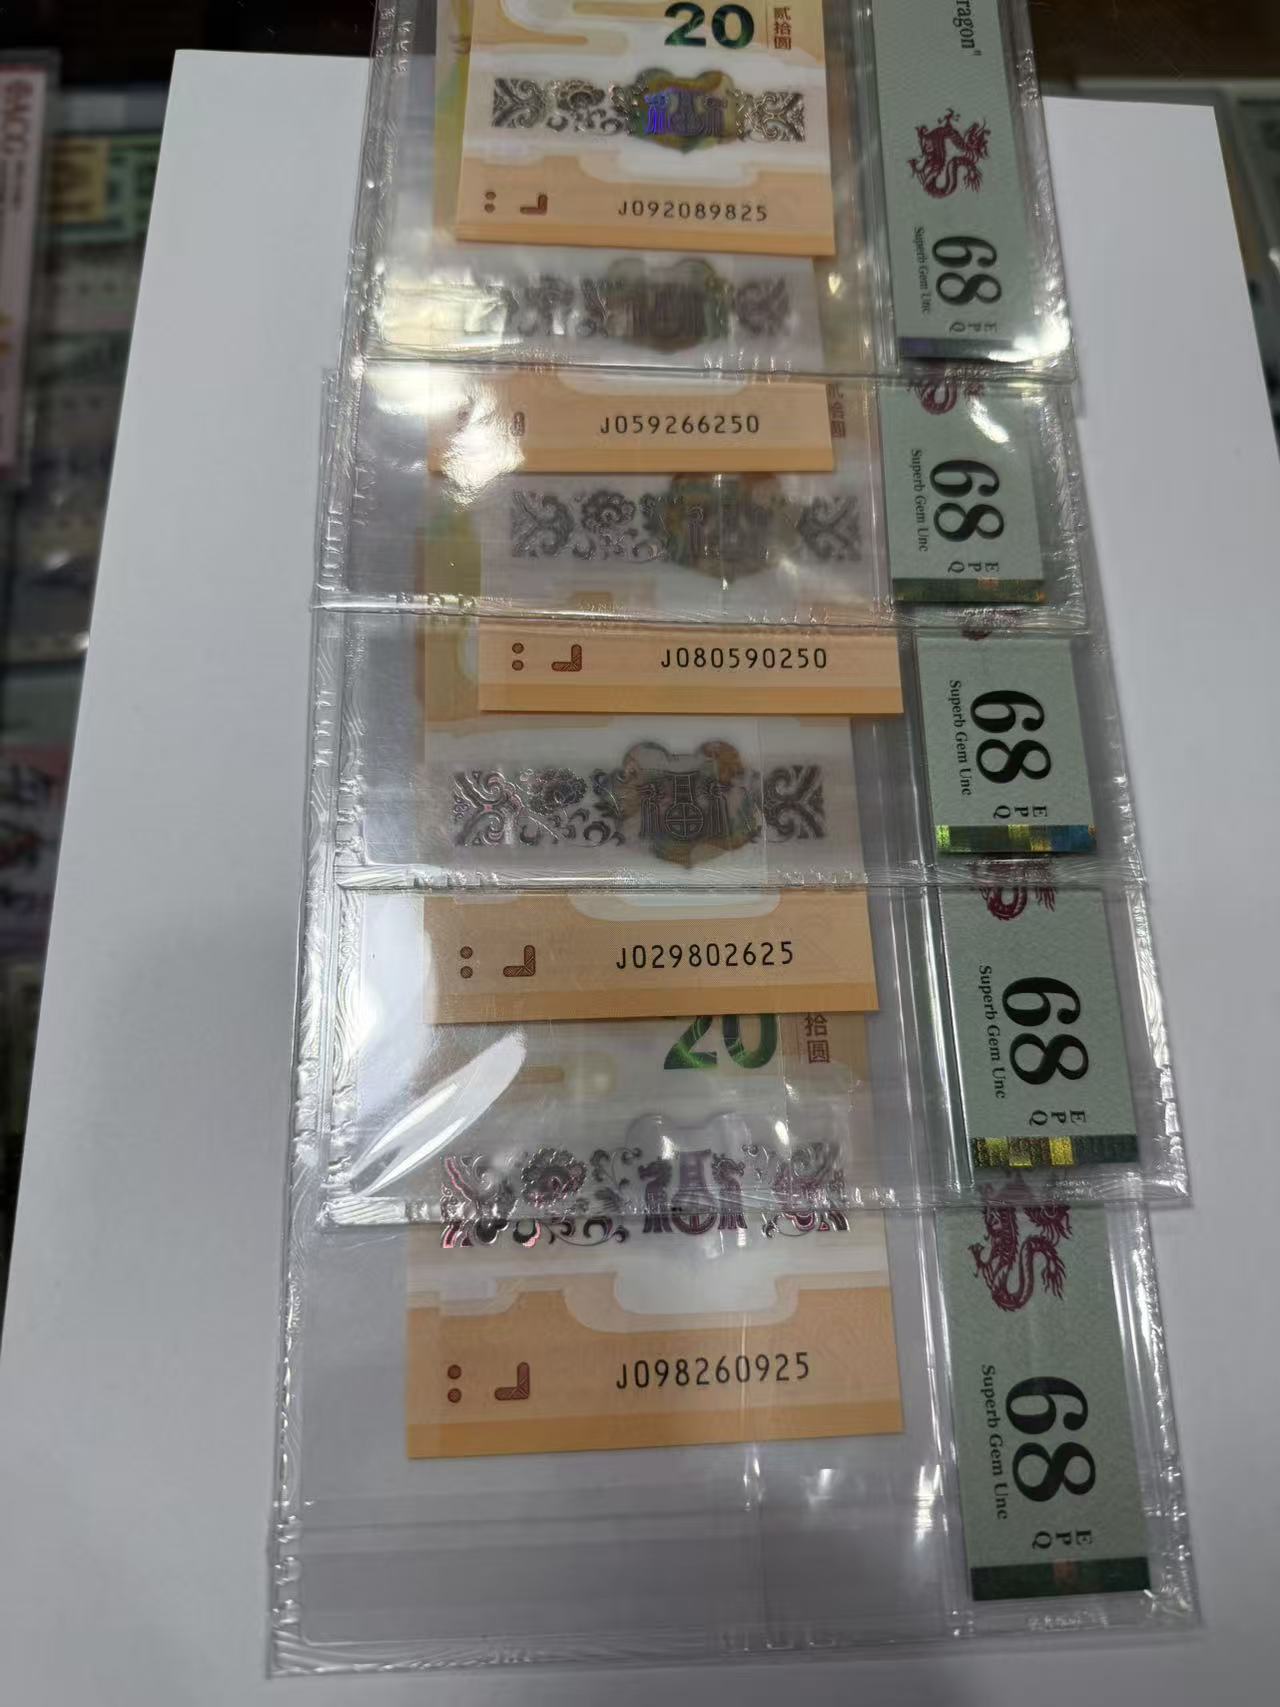 20
贰拾圆
ragon"
J092089825
68
EPQ
Superb Gem Unc
J059266250
拾圆
68
EPQ
Superb Gem Unc
J080590250
68
EPQ
Superb Gem Unc
J029802625
68
EPQ
Superb Gem Unc
20
拾圆
J098260925
68
EPQ
Superb Gem Unc
ACG